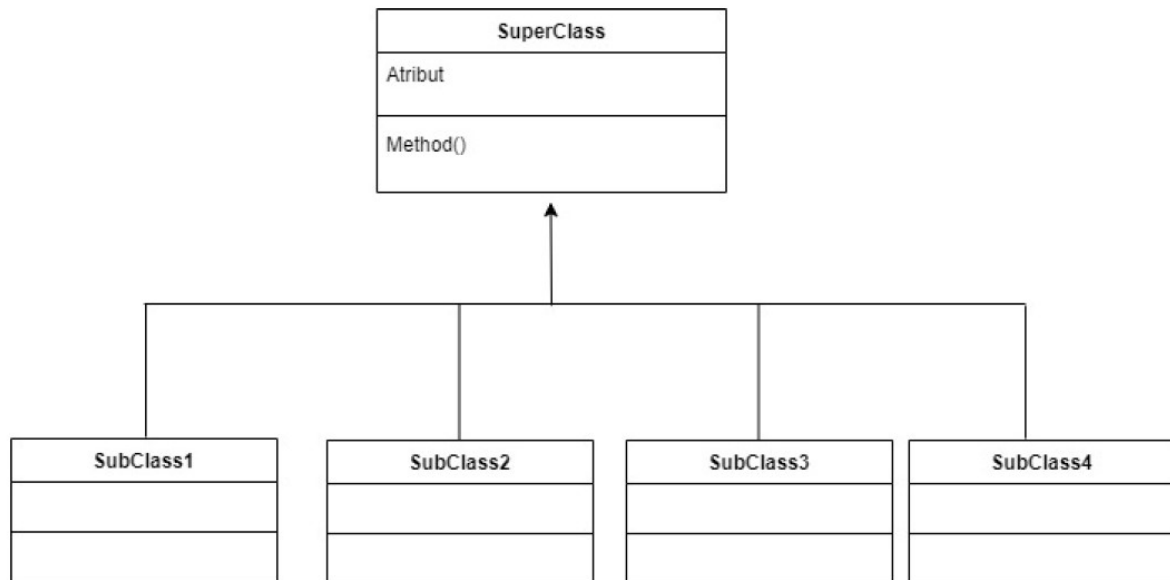 SuperClass
Atribut
Method()
SubClass1
SubClass2
SubClass3
SubClass4